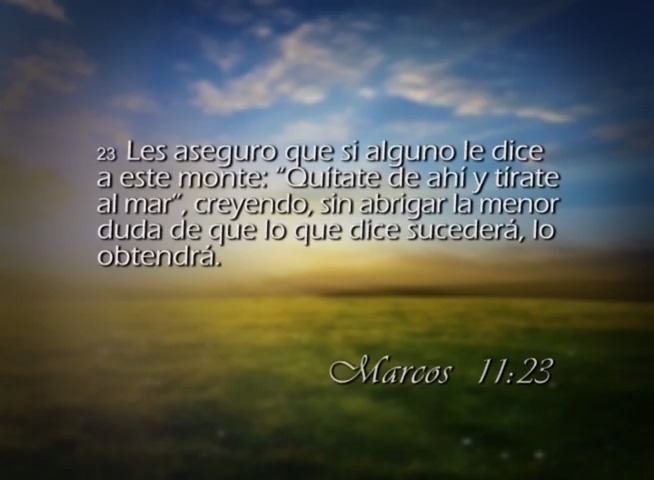 23 Les aseguro que si alguno le dice
a este monte: "Quítate de ahí y tírate
al mar", creyendo, sin abrigar la menor
duda de que lo que dice sucederá, lo
obtendrá.
Marcos 11:23